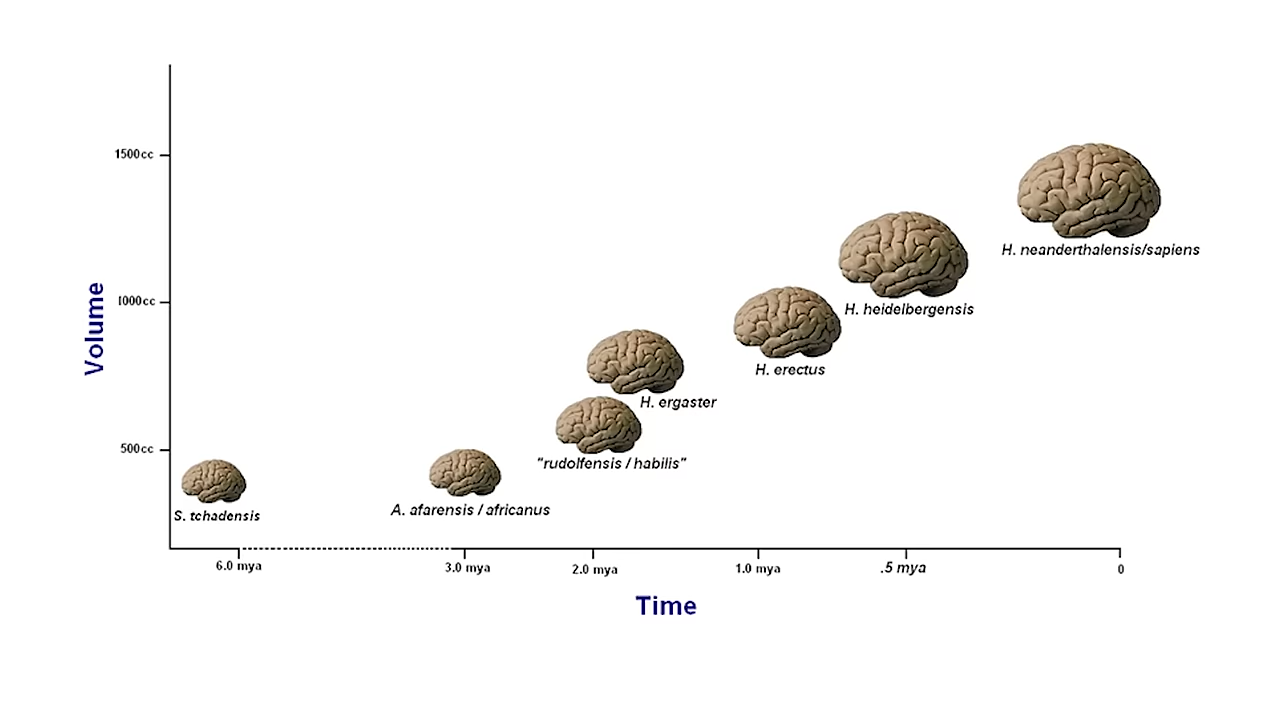 1500cc
H. neanderthalensis/sapiens
1000cc
H. heidelbergensis
Volume
H. erectus
H. ergaster
500cc
"rudolfensis / habilis"
S. tchadensis
A. afarensis / africanus
6.0 mya
3.0 mya
2.0 mya
1.0 mya
.5 mya
0
Time